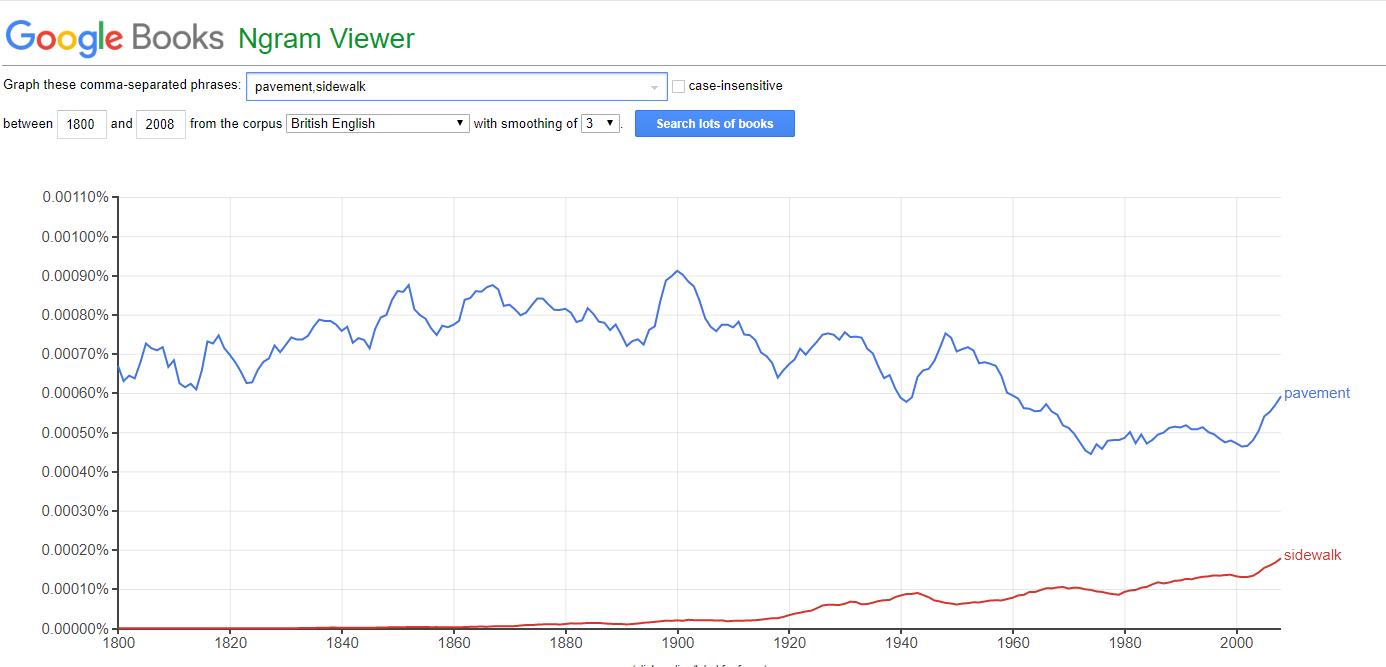 Google Books Ngram Viewer
Graph these comma-separated phrases: pavement,sidewalk case-insensitive
between 1800 and 2008 from the corpus British English with smoothing of 3 . Search lots of books
0.00110%
0.00100%
0.00090%
0.00080%
0.00070%
0.00060%
pavement
0.00050%
0.00040%
0.00030%
0.00020%
sidewalk
0.00010%
0.00000%
1800 1820 1840 1860 1880 1900 1920 1940 1960 1980 2000